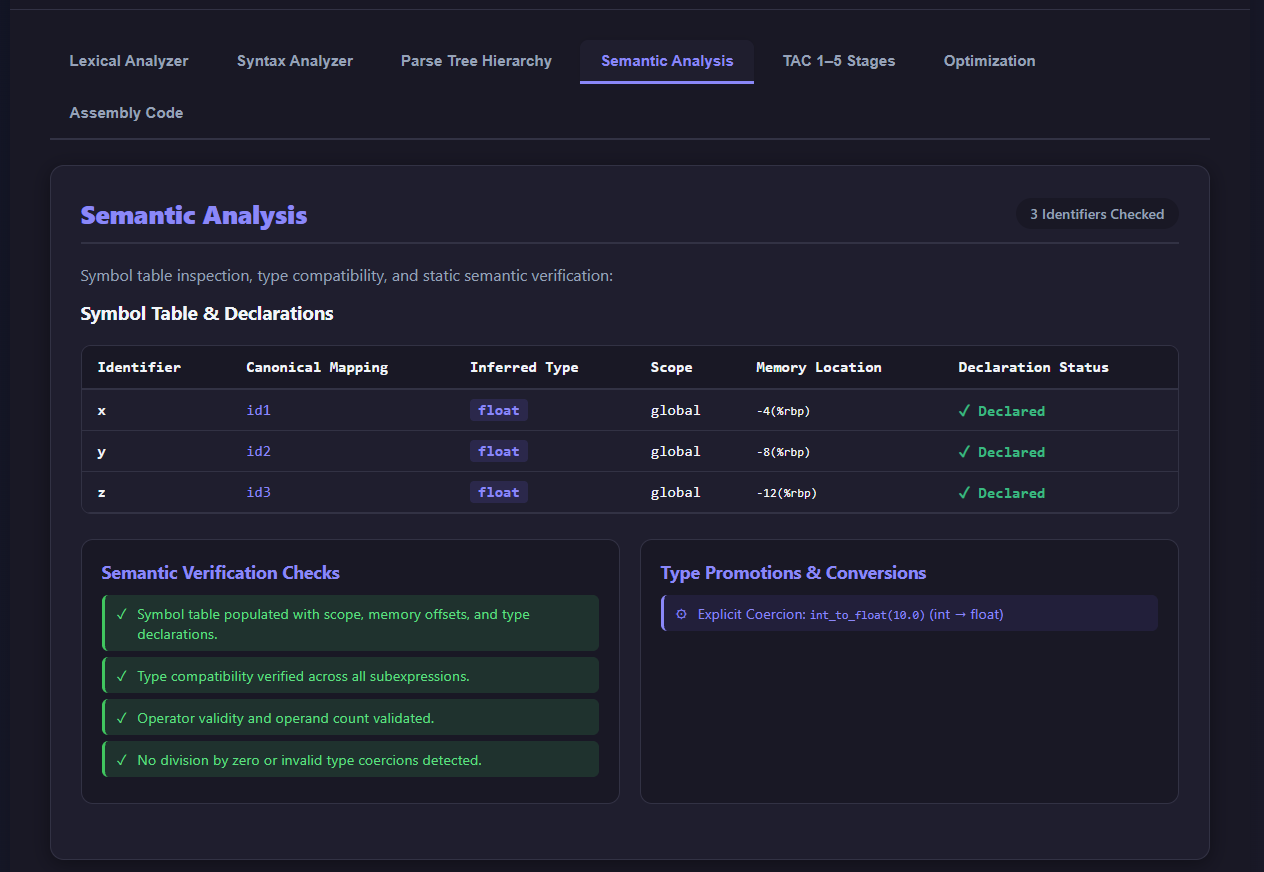 Lexical Analyzer Syntax Analyzer Parse Tree Hierarchy Semantic Analysis TAC 1–5 Stages Optimization
Assembly Code
Semantic Analysis
3 Identifiers Checked
Symbol table inspection, type compatibility, and static semantic verification:
Symbol Table & Declarations
Identifier Canonical Mapping Inferred Type Scope Memory Location Declaration Status
x id1 float global -4(%rbp) ✓ Declared
y id2 float global -8(%rbp) ✓ Declared
z id3 float global -12(%rbp) ✓ Declared
Semantic Verification Checks
✓ Symbol table populated with scope, memory offsets, and type
declarations.
✓ Type compatibility verified across all subexpressions.
✓ Operator validity and operand count validated.
✓ No division by zero or invalid type coercions detected.
Type Promotions & Conversions
⚙ Explicit Coercion: int_to_float(10.0) (int → float)